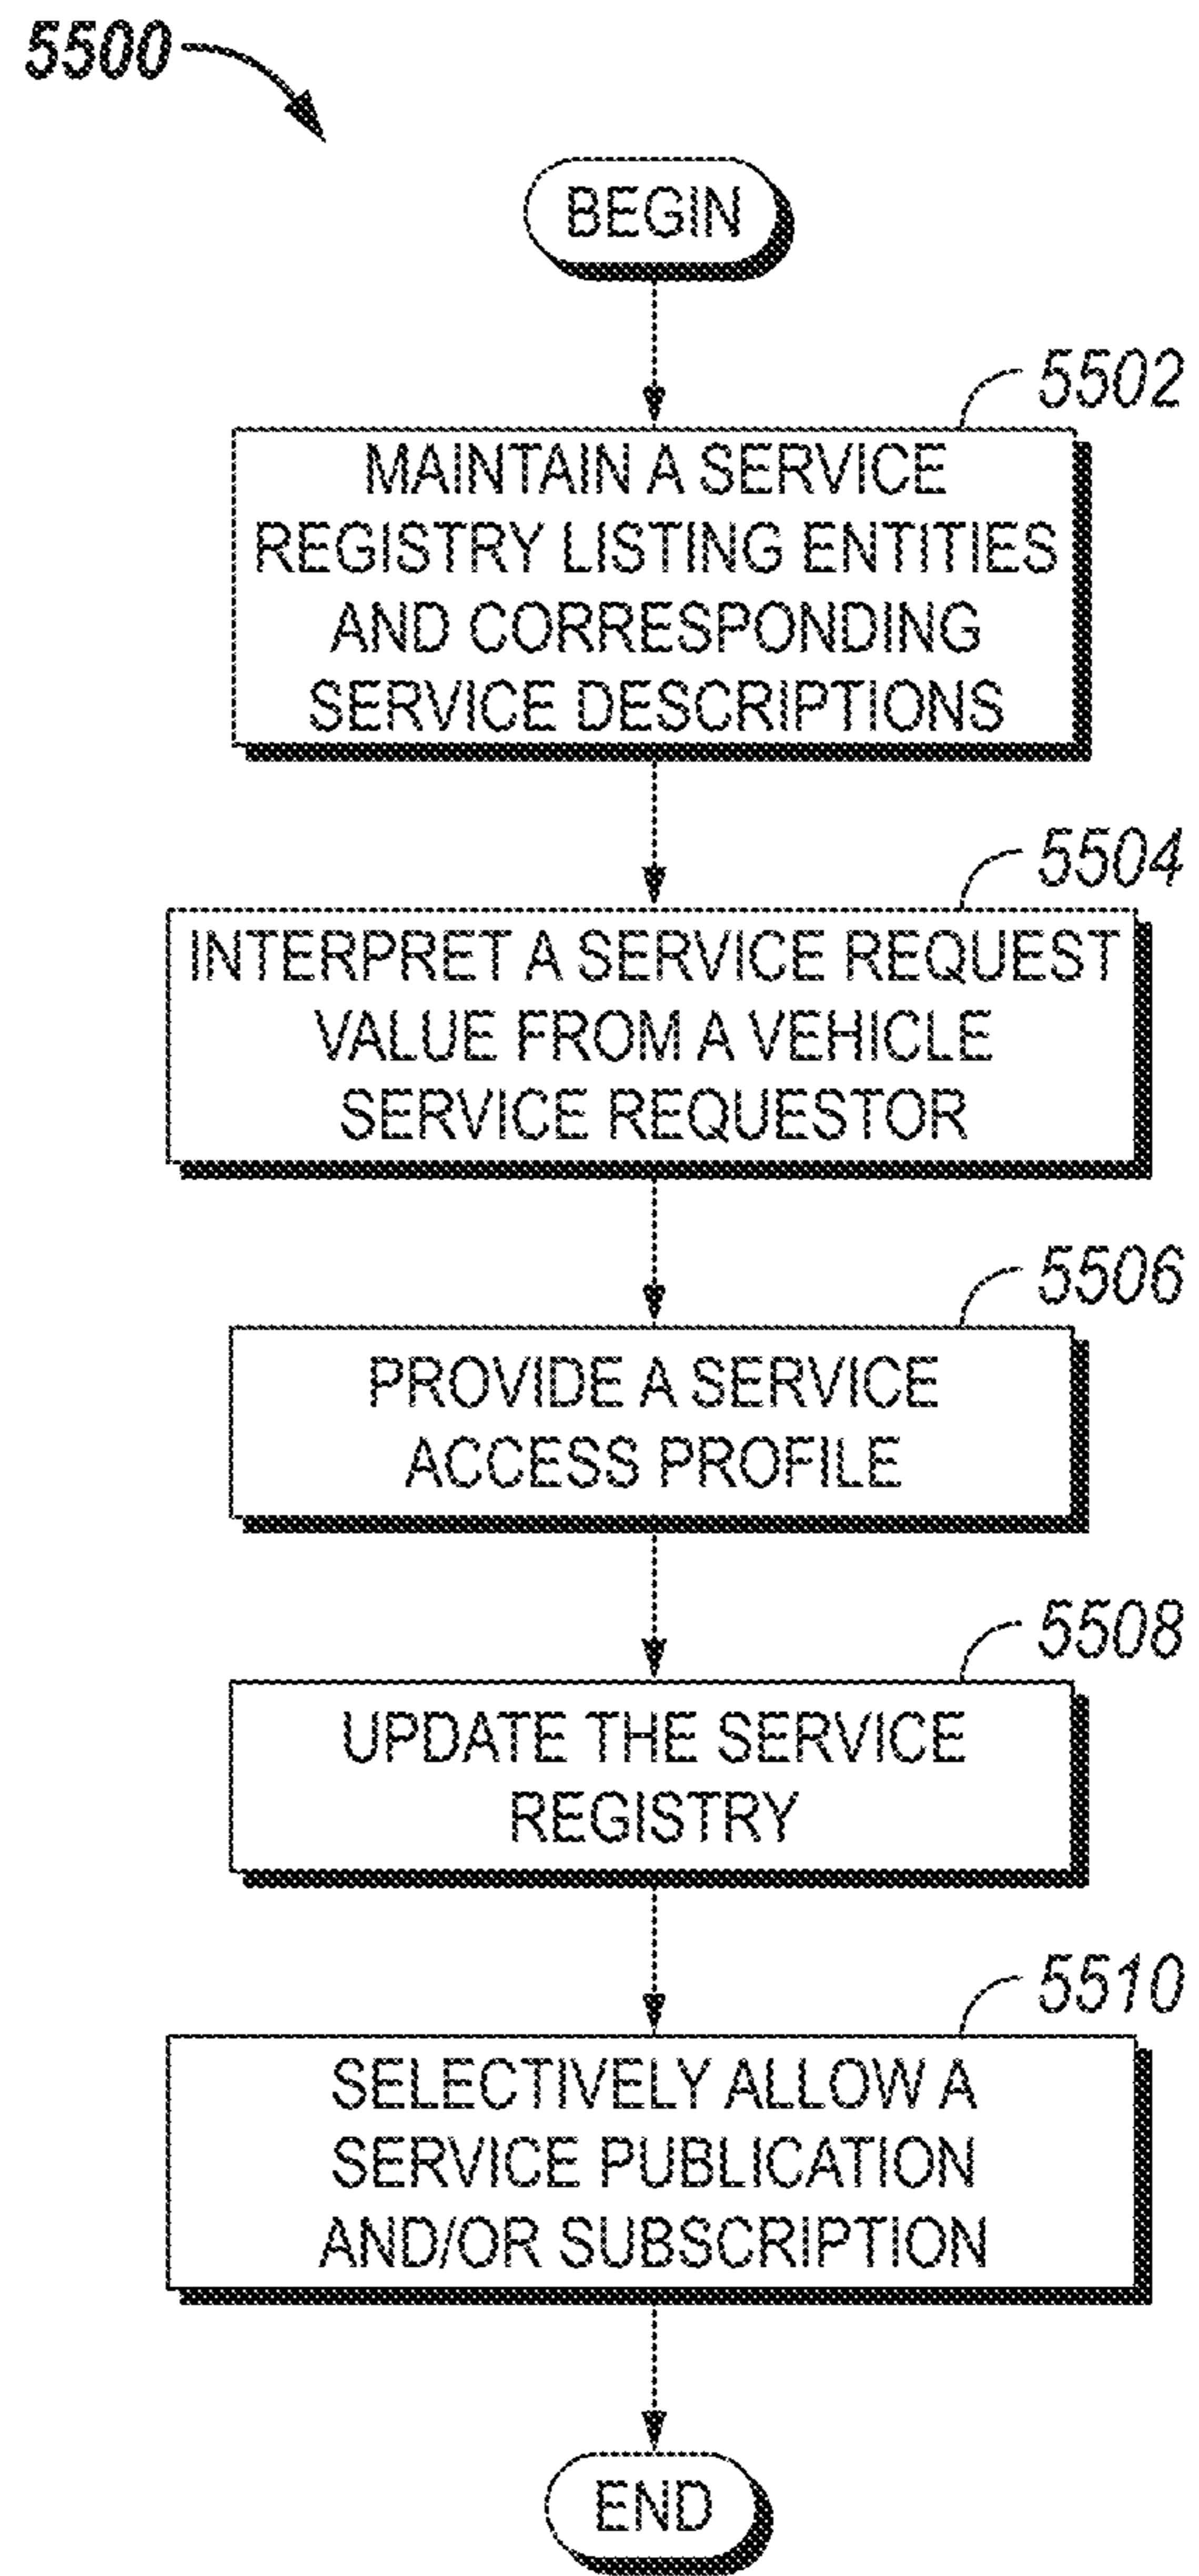 5500
BEGIN
5502
MAINTAIN A SERVICE
REGISTRY LISTING ENTITIES
AND CORRESPONDING
SERVICE DESCRIPTIONS
5504
INTERPRET A SERVICE REQUEST
VALUE FROM A VEHICLE
SERVICE REQUESTOR
5506
PROVIDE A SERVICE
ACCESS PROFILE
5508
UPDATE THE SERVICE
REGISTRY
5510
SELECTIVELY ALLOW A
SERVICE PUBLICATION
AND/OR SUBSCRIPTION
END